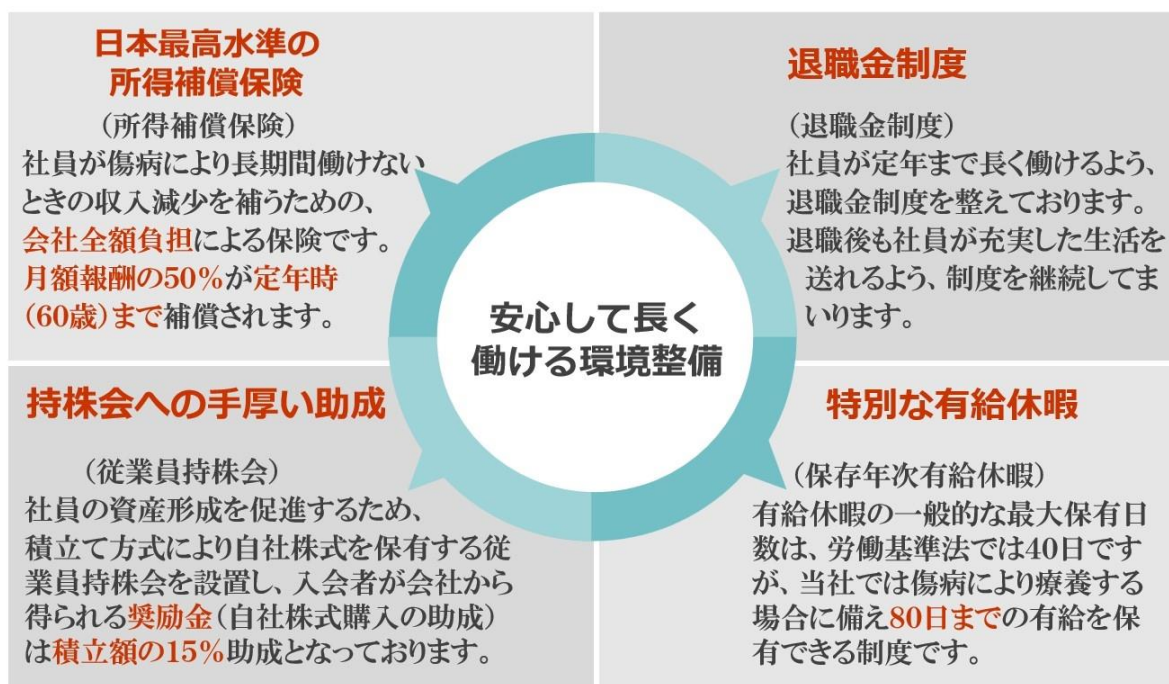 日本最高水準の
所得補償保険
（所得補償保険）
社員が傷病により長期間働けない
ときの収入減少を補うための、
会社全額負担による保険です。
月額報酬の50％が定年時
（60歳）まで補償されます。
退職金制度
（退職金制度）
社員が定年まで長く働けるよう、
退職金制度を整えております。
退職後も社員が充実した生活を
送れるよう、制度を継続してま
いります。
安心して長く
働ける環境整備
持株会への手厚い助成
（従業員持株会）
社員の資産形成を促進するため、
積立て方式により自社株式を保有する従
業員持株会を設置し、入会者が会社から
得られる奨励金（自社株式購入の助成）
は積立額の15％助成となっております。
特別な有給休暇
（保存年次有給休暇）
有給休暇の一般的な最大保有日
数は、労働基準法では40日です
が、当社では傷病により療養する
場合に備え80日までの有給を保
有できる制度です。